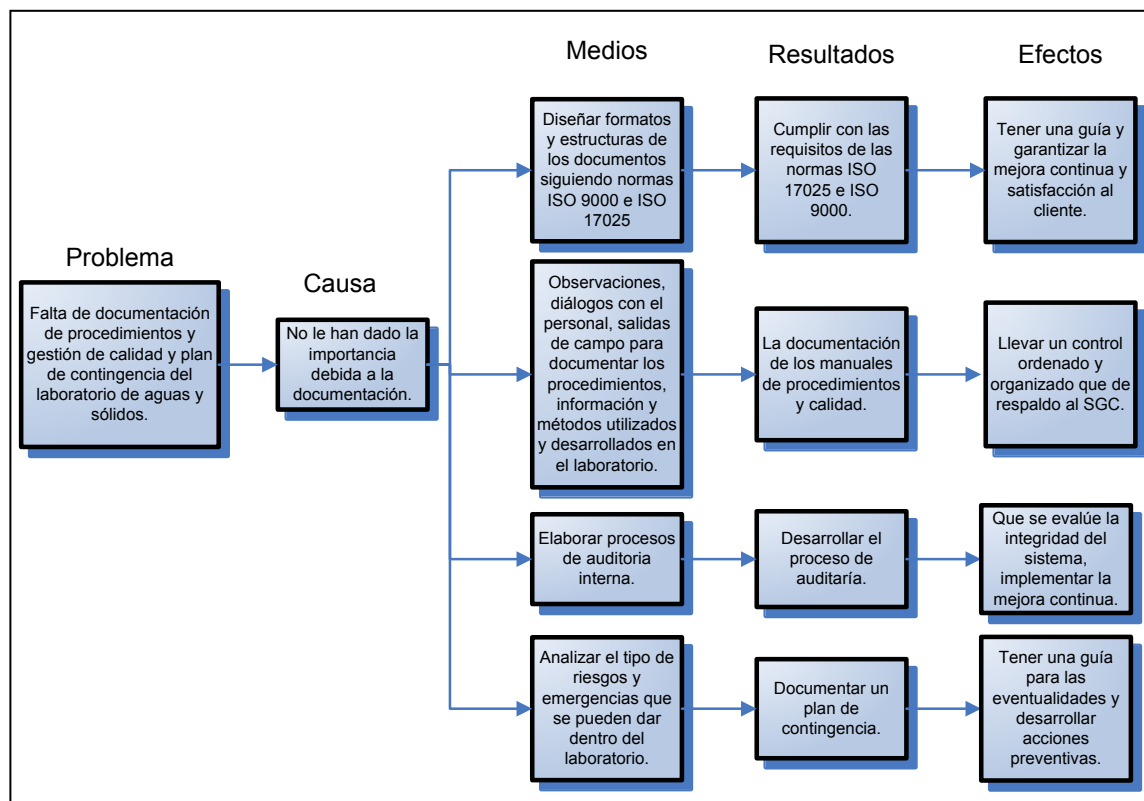 Medios
Resultados
Efectos
Diseñar formatos
y estructuras de
los documentos
siguiendo normas
ISO 9000 e ISO
17025
Cumplir con las
requisitos de las
normas ISO
17025 e ISO
9000.
Tener una guía y
garantizar la
mejora continua y
satisfacción al
cliente.
Problema
Falta de documentación
de procedimientos y
gestión de calidad y plan
de contingencia del
laboratorio de aguas y
sólidos.
Causa
No le han dado la
importancia
debida a la
documentación.
Observaciones,
diálogos con el
personal, salidas
de campo para
documentar los
procedimientos,
información y
métodos utilizados
y desarrollados en
el laboratorio.
La documentación
de los manuales
de procedimientos
y calidad.
Llevar un control
ordenado y
organizado que de
respaldo al SGC.
Elaborar procesos
de auditoria
interna.
Desarrollar el
proceso de
auditaría.
Que se evalúe la
integridad del
sistema,
implementar la
mejora continua.
Analizar el tipo de
riesgos y
emergencias que
se pueden dar
dentro del
laboratorio.
Documentar un
plan de
contingencia.
Tener una guía
para las
eventualidades y
desarrollar
acciones
preventivas.